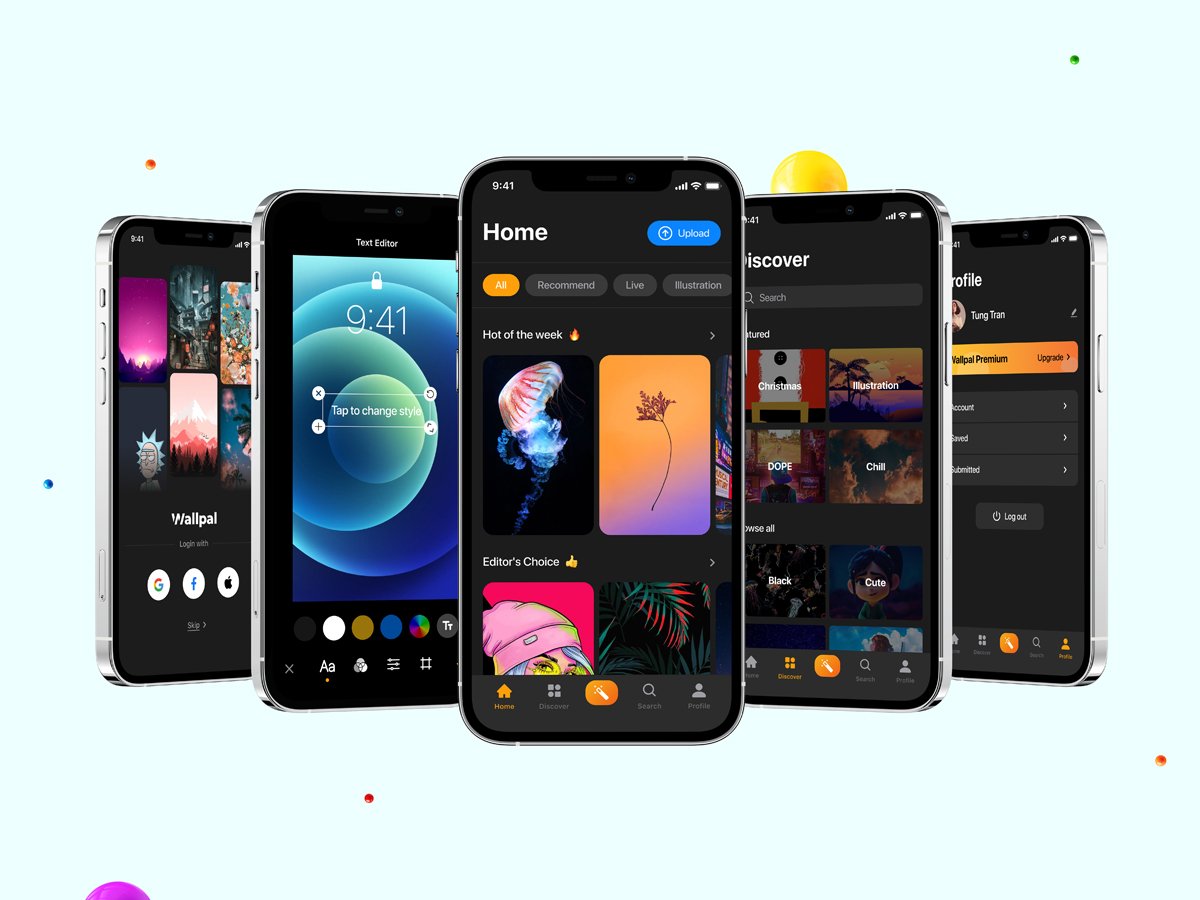 9:41
Wallpal
Login with
Skip >
Text Editor
9:41
Tap to change style
Aa
TT
9:41
Home
Upload
All
Recommend
Live
Illustration
Hot of the week 🔥
Editor's Choice 👍
Home
Discover
Search
Profile
:41
iscover
Search
atured
Christmas
Illustration
DOPE
Chill
owse all
Black
Cute
ome
Discover
Search
Profile
:41
rofile
Tung Tran
Wallpal Premium
Upgrade >
Account
Saved
Submitted
Log out
me
Discover
Search
Profile